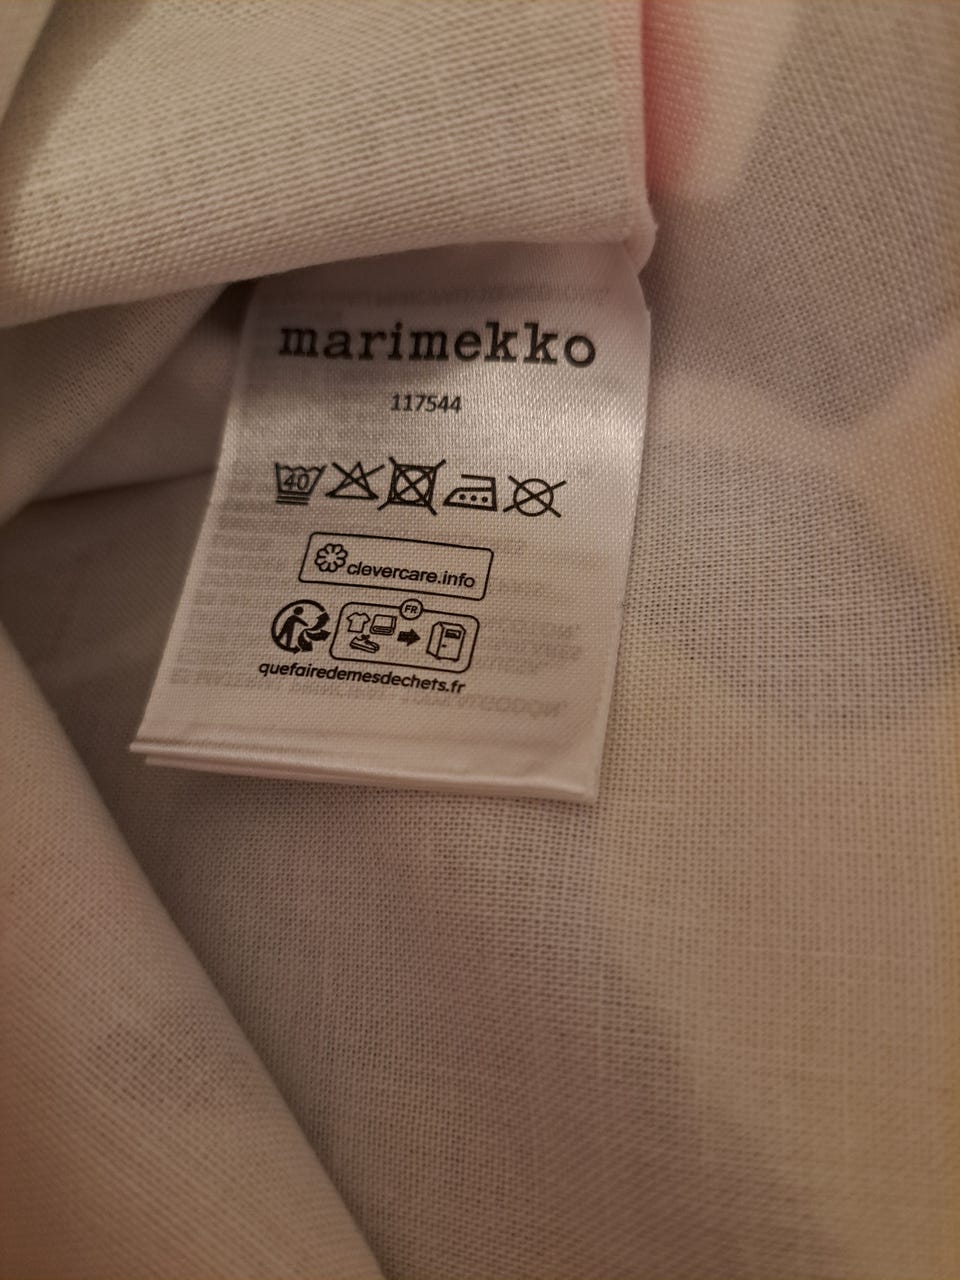 marimekko
117544
40
clevercare.info
FR
quefairedemesdechets.fr